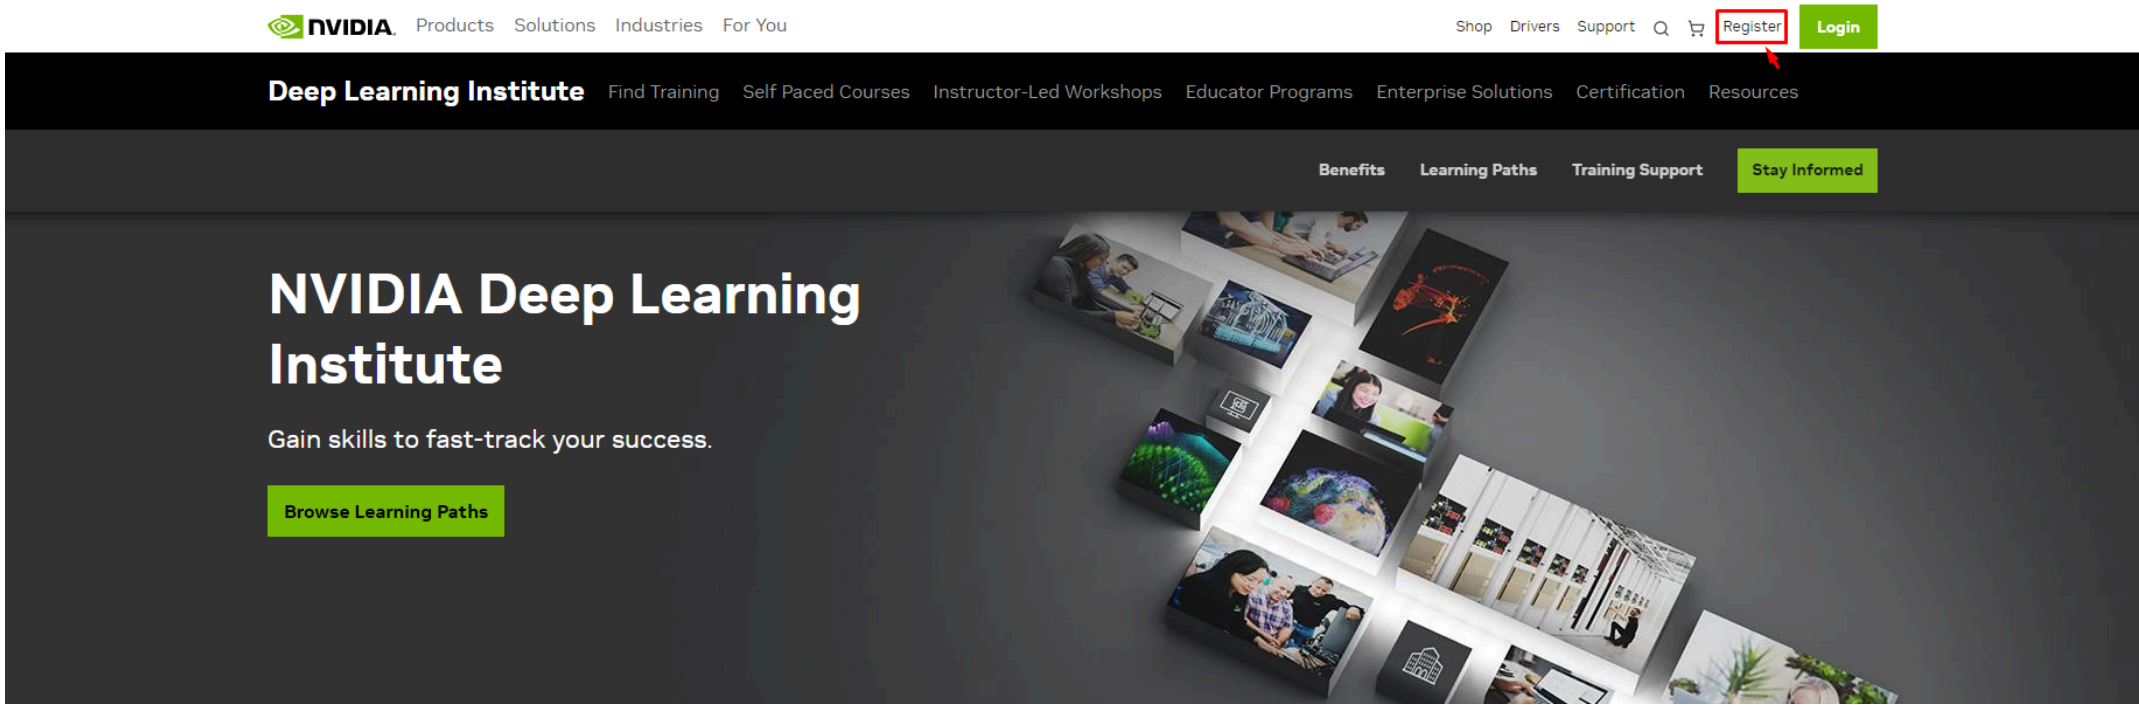 NVIDIA. Products Solutions Industries For You Shop Drivers Support Register Login
Deep Learning Institute Find Training Self Paced Courses Instructor-Led Workshops Educator Programs Enterprise Solutions Certification Resources
Benefits Learning Paths Training Support Stay Informed
NVIDIA Deep Learning
Institute
Gain skills to fast-track your success.
Browse Learning Paths